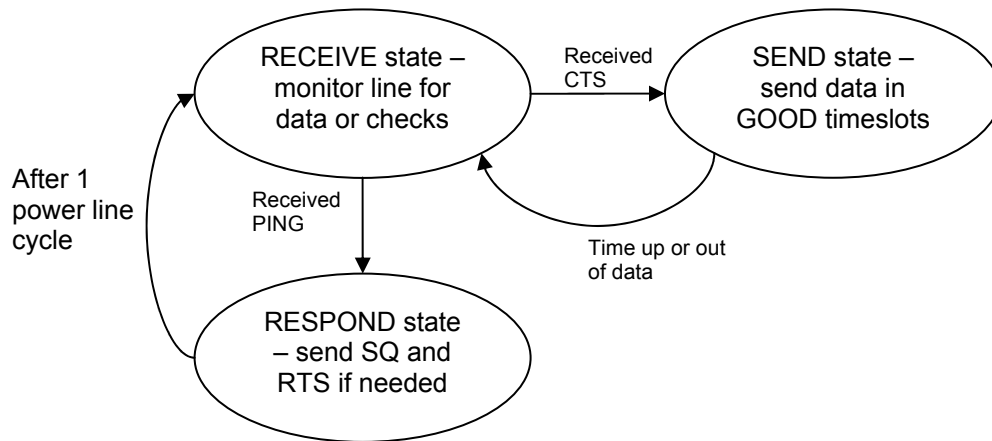 RECEIVE state –
monitor line for
data or checks
Received
CTS
SEND state –
send data in
GOOD timeslots
After 1
power line
cycle
Received
PING
Time up or out
of data
RESPOND state
– send SQ and
RTS if needed